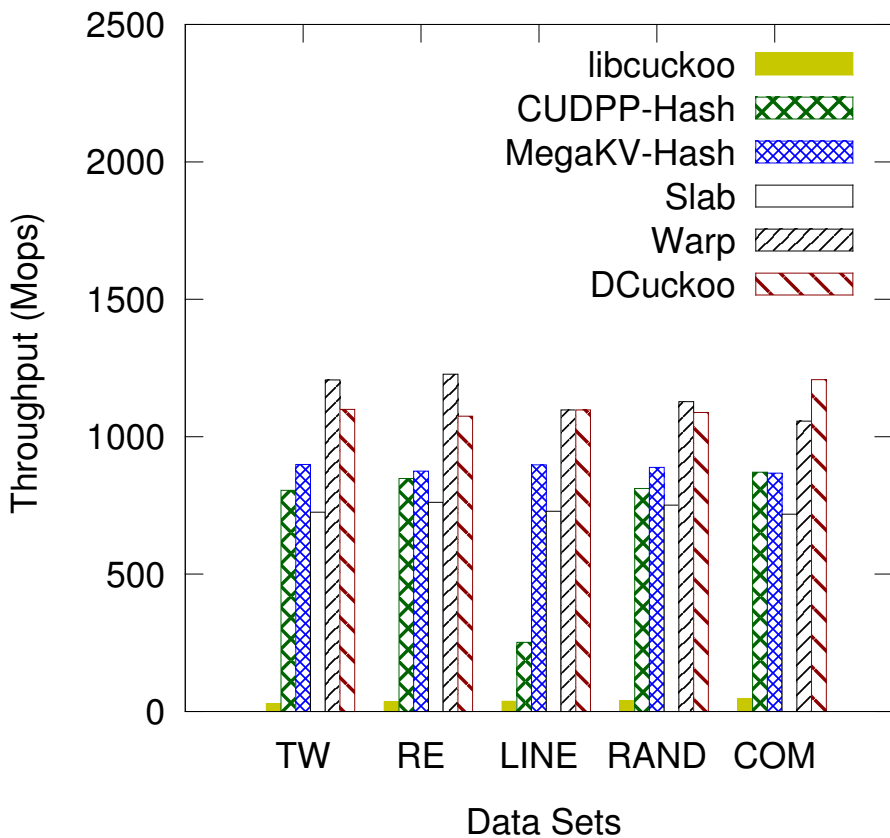 2500
2000
1500
1000
500
0
Throughput (Mops)
libcuckoo
CUDPP-Hash
MegaKV-Hash
Slab
Warp
DCuckoo
TW RE LINE RAND COM
Data Sets